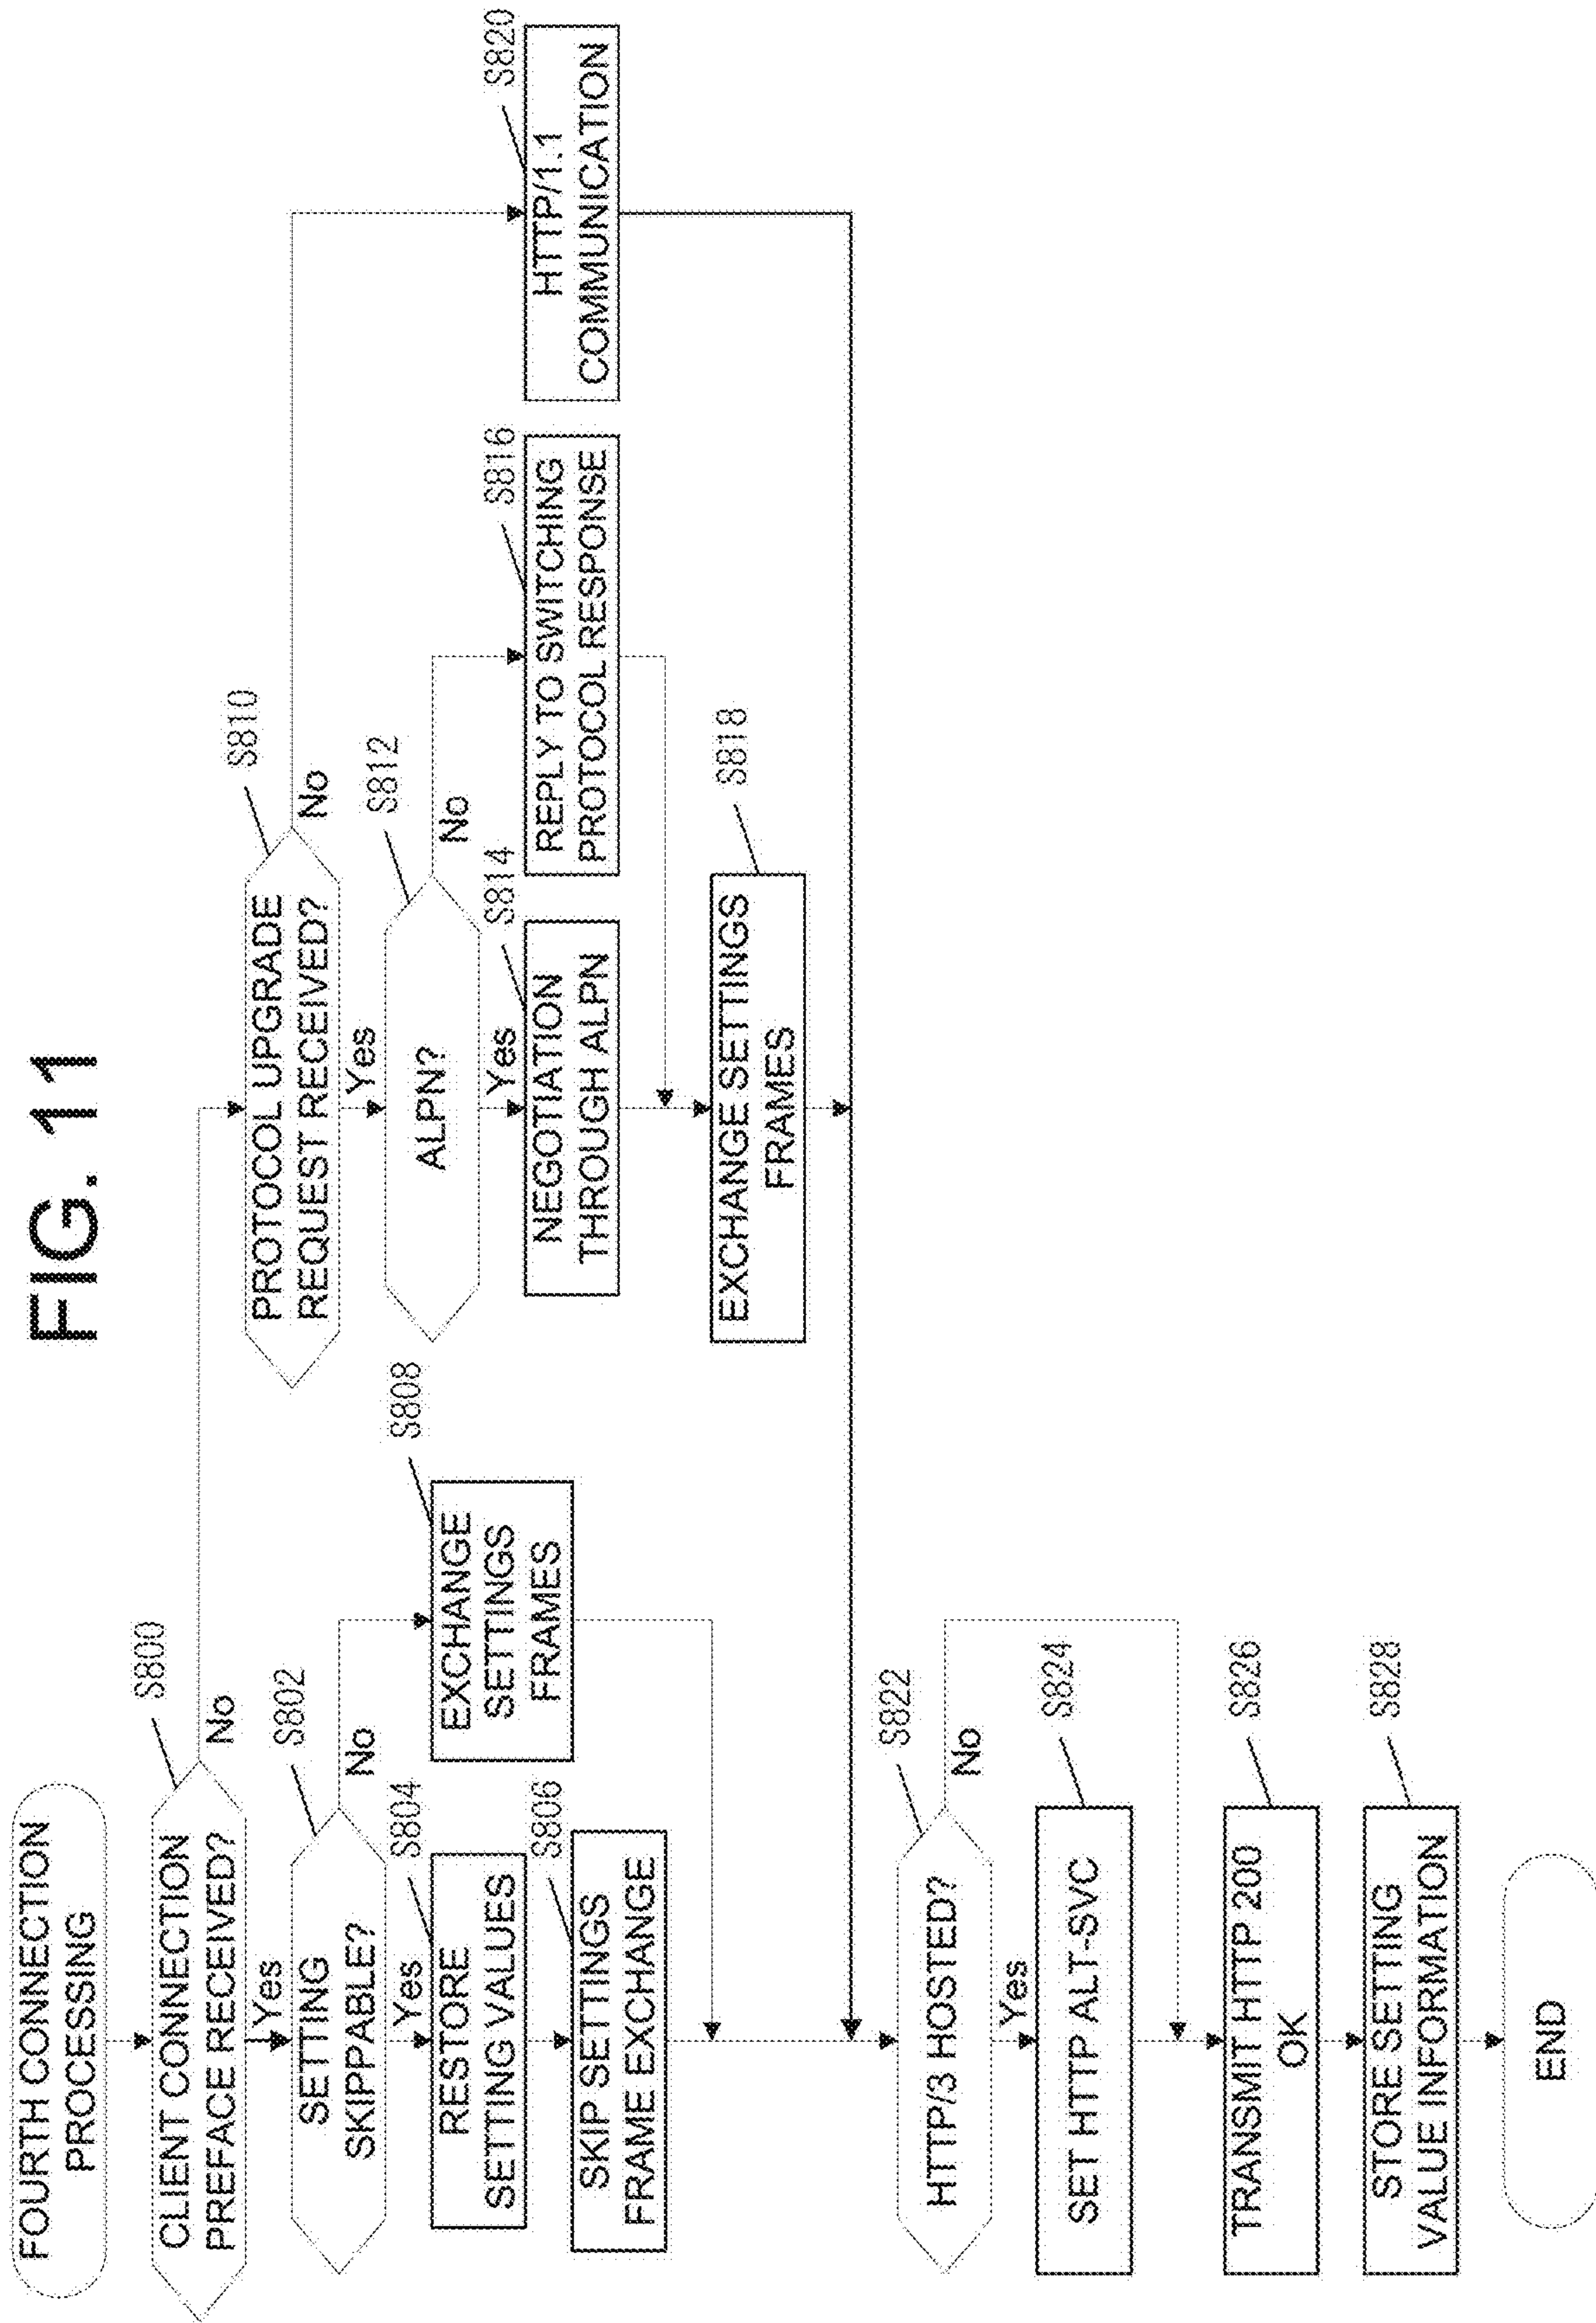 FIG. 11
FOURTH CONNECTION
PROCESSING
S800
CLIENT CONNECTION
PREFACE RECEIVED?
No
Yes
S802
SETTING
SKIPPABLE?
No
Yes
S804
RESTORE
SETTING VALUES
S806
SKIP SETTINGS
FRAME EXCHANGE
S808
EXCHANGE
SETTINGS
FRAMES
S810
PROTOCOL UPGRADE
REQUEST RECEIVED?
No
Yes
S812
ALPN?
No
Yes
S814
NEGOTIATION
THROUGH ALPN
S816
REPLY TO SWITCHING
PROTOCOL RESPONSE
S818
EXCHANGE SETTINGS
FRAMES
S820
HTTP/1.1
COMMUNICATION
S822
HTTP/3 HOSTED?
No
Yes
S824
SET HTTP ALT-SVC
S826
TRANSMIT HTTP 200
OK
S828
STORE SETTING
VALUE INFORMATION
END